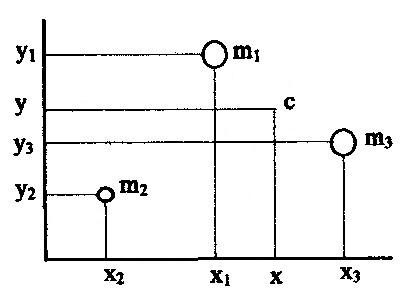 y₁ m₁
y c
y₃ m₃
y₂ m₂
x₂ x₁ x x₃